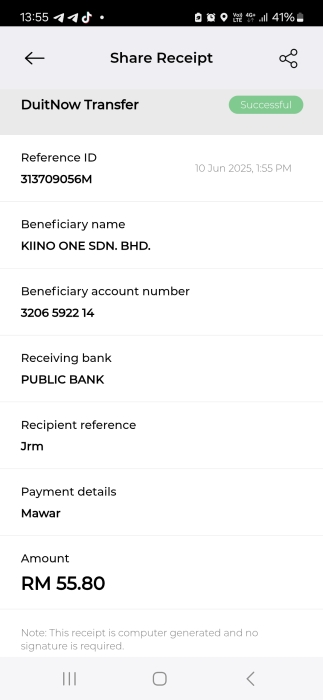 13:55
41%
Share Receipt
DuitNow Transfer
Successful
Reference ID
10 Jun 2025, 1:55 PM
313709056M
Beneficiary name
KIINO ONE SDN. BHD.
Beneficiary account number
3206 5922 14
Receiving bank
PUBLIC BANK
Recipient reference
Jrm
Payment details
Mawar
Amount
RM 55.80
Note: This receipt is computer generated and no
signature is required.